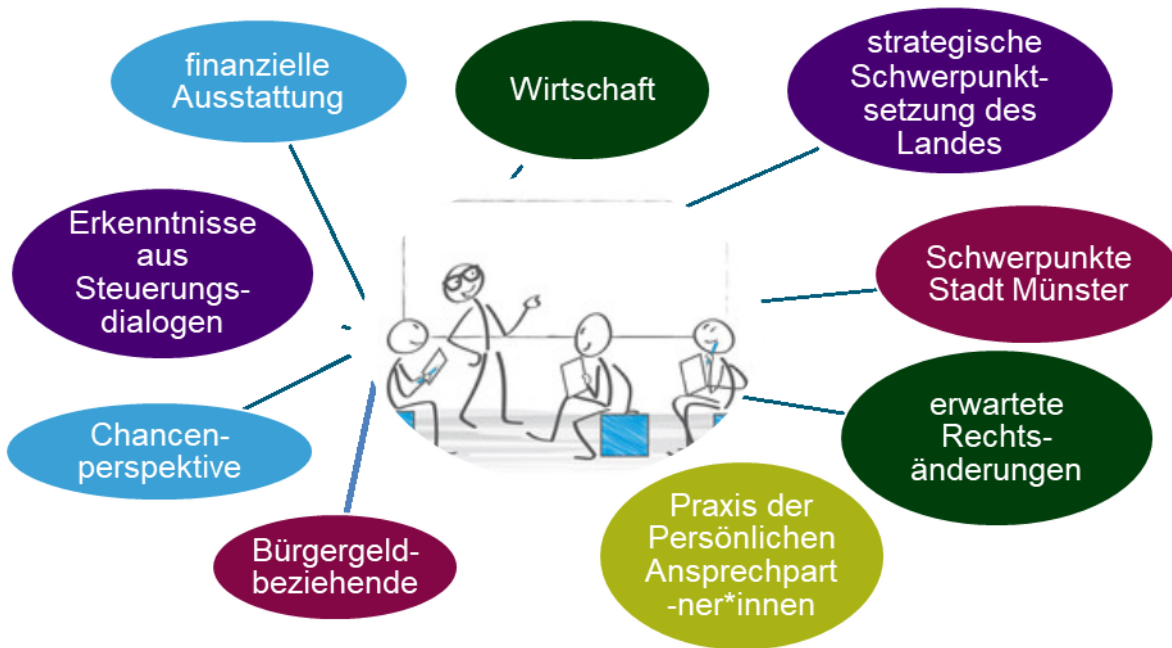 finanzielle
Ausstattung
Wirtschaft
strategische
Schwerpunkt-
setzung des
Landes
Erkenntnisse
aus
Steuerungs-
dialogen
Schwerpunkte
Stadt Münster
Chancen-
perspektive
erwartete
Rechts-
änderungen
Bürgergeld-
beziehende
Praxis der
Persönlichen
Ansprechpart
-ner*innen